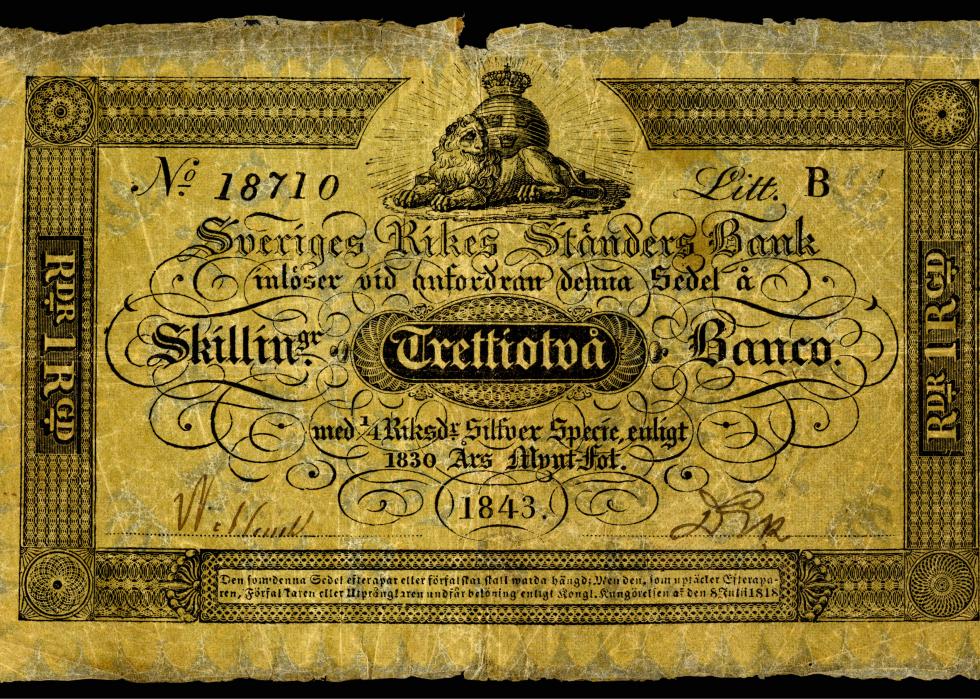 Nº 18710
Litt. B
Sveriges Rikes Ständers Bank
inlöser vid anfordran denna Sedel å
Skillingr. Trettiotvå Banco.
med 1/4 Riksdr Silfver Specie, enligt
1830 Års Mynt-Fot.
1843.
RDR 1 RGD
RDR 1 RGD
Den som denna Sedel efterapar eller förfalskar skall warda hängd; Men den, som uptäcker Efterapa-
ren, Förfalskaren eller Utprånglaren undfår belöning enligt Kongl. Kungörelsen af den 8 Julii 1818